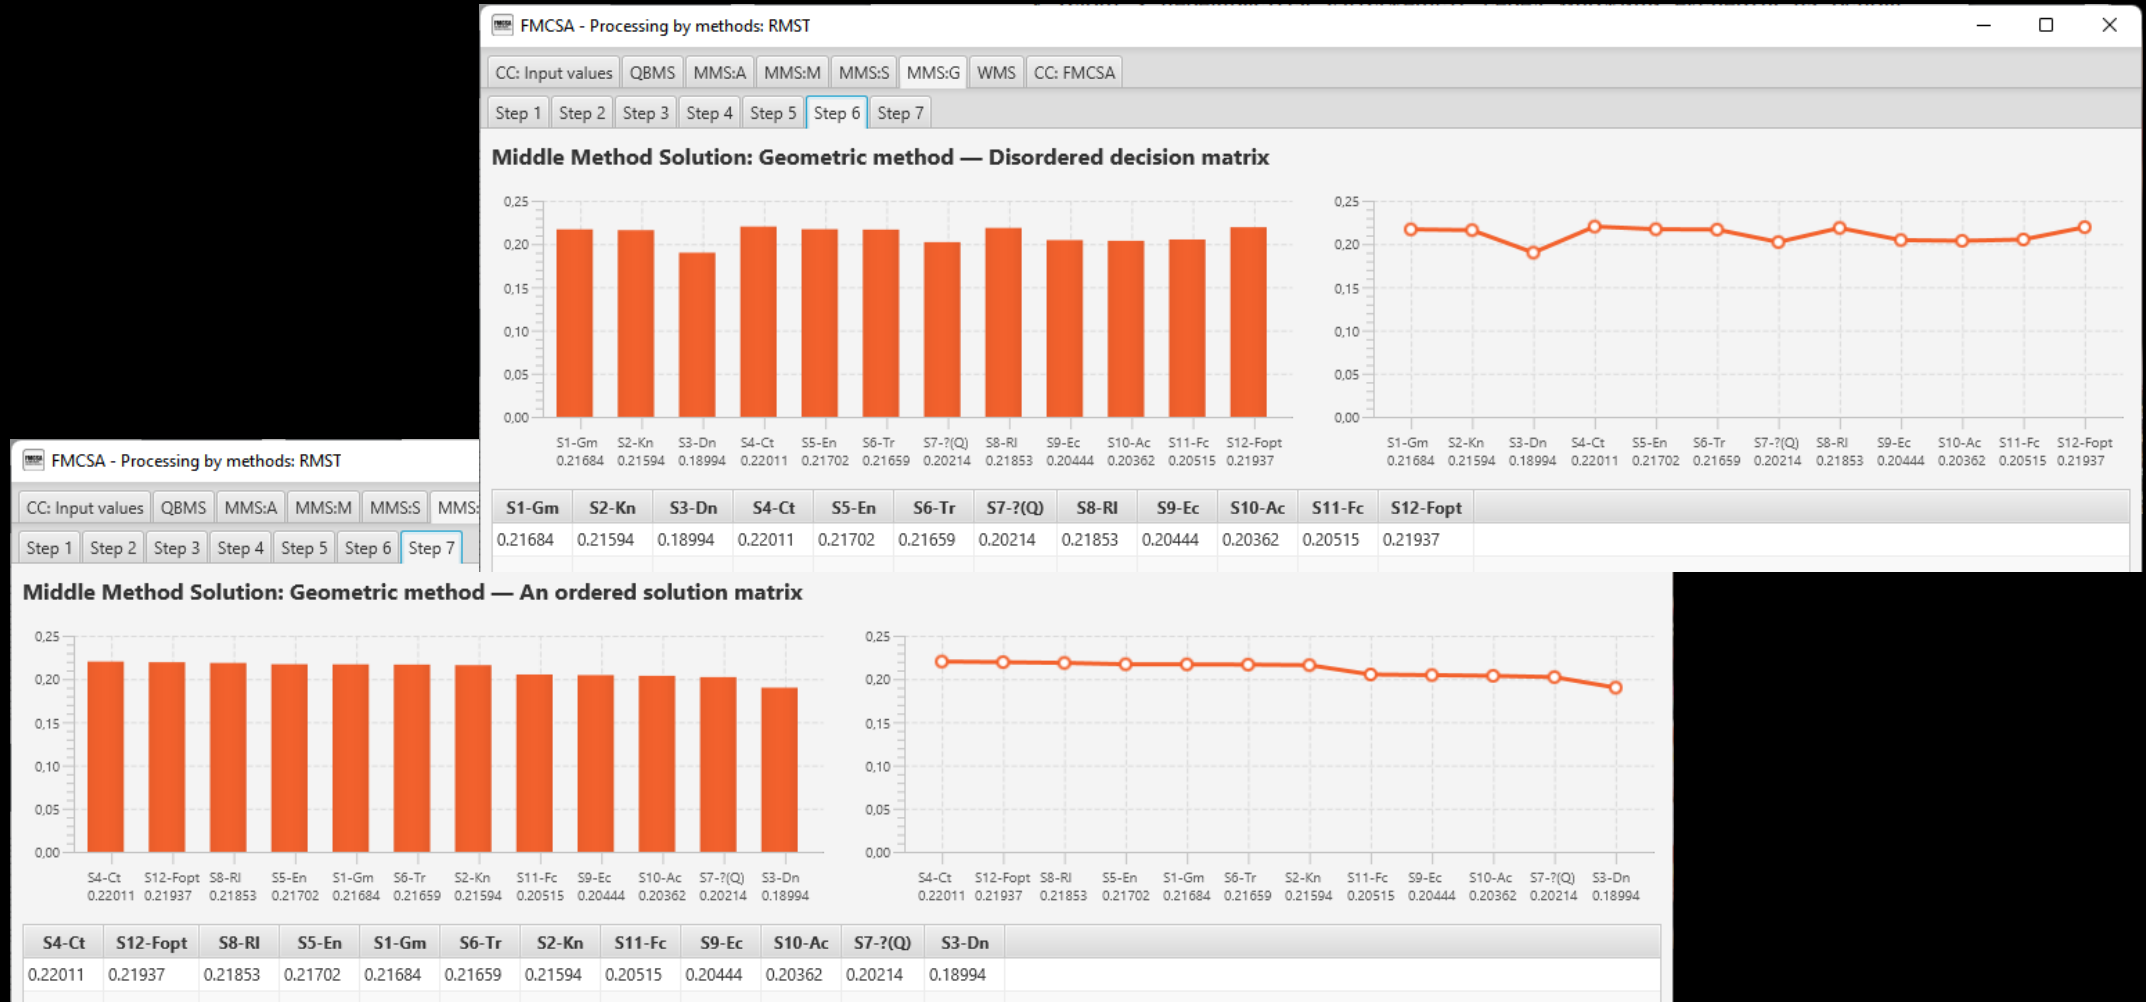 FMCSA - Processing by methods: RMST
CC: Input values QBMS MMS:A MMS:M MMS:S MMS:G WMS CC: FMCSA
Step 1 Step 2 Step 3 Step 4 Step 5 Step 6 Step 7
Middle Method Solution: Geometric method — Disordered decision matrix
0,25
0,20
0,15
0,10
0,05
0,00
S1-Gm S2-Kn S3-Dn S4-Ct S5-En S6-Tr S7-?(Q) S8-RI S9-Ec S10-Ac S11-Fc S12-Fopt
0.21684 0.21594 0.18994 0.22011 0.21702 0.21659 0.20214 0.21853 0.20444 0.20362 0.20515 0.21937
0,25
0,20
0,15
0,10
0,05
0,00
S1-Gm S2-Kn S3-Dn S4-Ct S5-En S6-Tr S7-?(Q) S8-RI S9-Ec S10-Ac S11-Fc S12-Fopt
0.21684 0.21594 0.18994 0.22011 0.21702 0.21659 0.20214 0.21853 0.20444 0.20362 0.20515 0.21937
S1-Gm S2-Kn S3-Dn S4-Ct S5-En S6-Tr S7-?(Q) S8-RI S9-Ec S10-Ac S11-Fc S12-Fopt
0.21684 0.21594 0.18994 0.22011 0.21702 0.21659 0.20214 0.21853 0.20444 0.20362 0.20515 0.21937
FMCSA - Processing by methods: RMST
CC: Input values QBMS MMS:A MMS:M MMS:S MMS:
Step 1 Step 2 Step 3 Step 4 Step 5 Step 6 Step 7
Middle Method Solution: Geometric method — An ordered solution matrix
0,25
0,20
0,15
0,10
0,05
0,00
S4-Ct S12-Fopt S8-RI S5-En S1-Gm S6-Tr S2-Kn S11-Fc S9-Ec S10-Ac S7-?(Q) S3-Dn
0.22011 0.21937 0.21853 0.21702 0.21684 0.21659 0.21594 0.20515 0.20444 0.20362 0.20214 0.18994
0,25
0,20
0,15
0,10
0,05
0,00
S4-Ct S12-Fopt S8-RI S5-En S1-Gm S6-Tr S2-Kn S11-Fc S9-Ec S10-Ac S7-?(Q) S3-Dn
0.22011 0.21937 0.21853 0.21702 0.21684 0.21659 0.21594 0.20515 0.20444 0.20362 0.20214 0.18994
S4-Ct S12-Fopt S8-RI S5-En S1-Gm S6-Tr S2-Kn S11-Fc S9-Ec S10-Ac S7-?(Q) S3-Dn
0.22011 0.21937 0.21853 0.21702 0.21684 0.21659 0.21594 0.20515 0.20444 0.20362 0.20214 0.18994